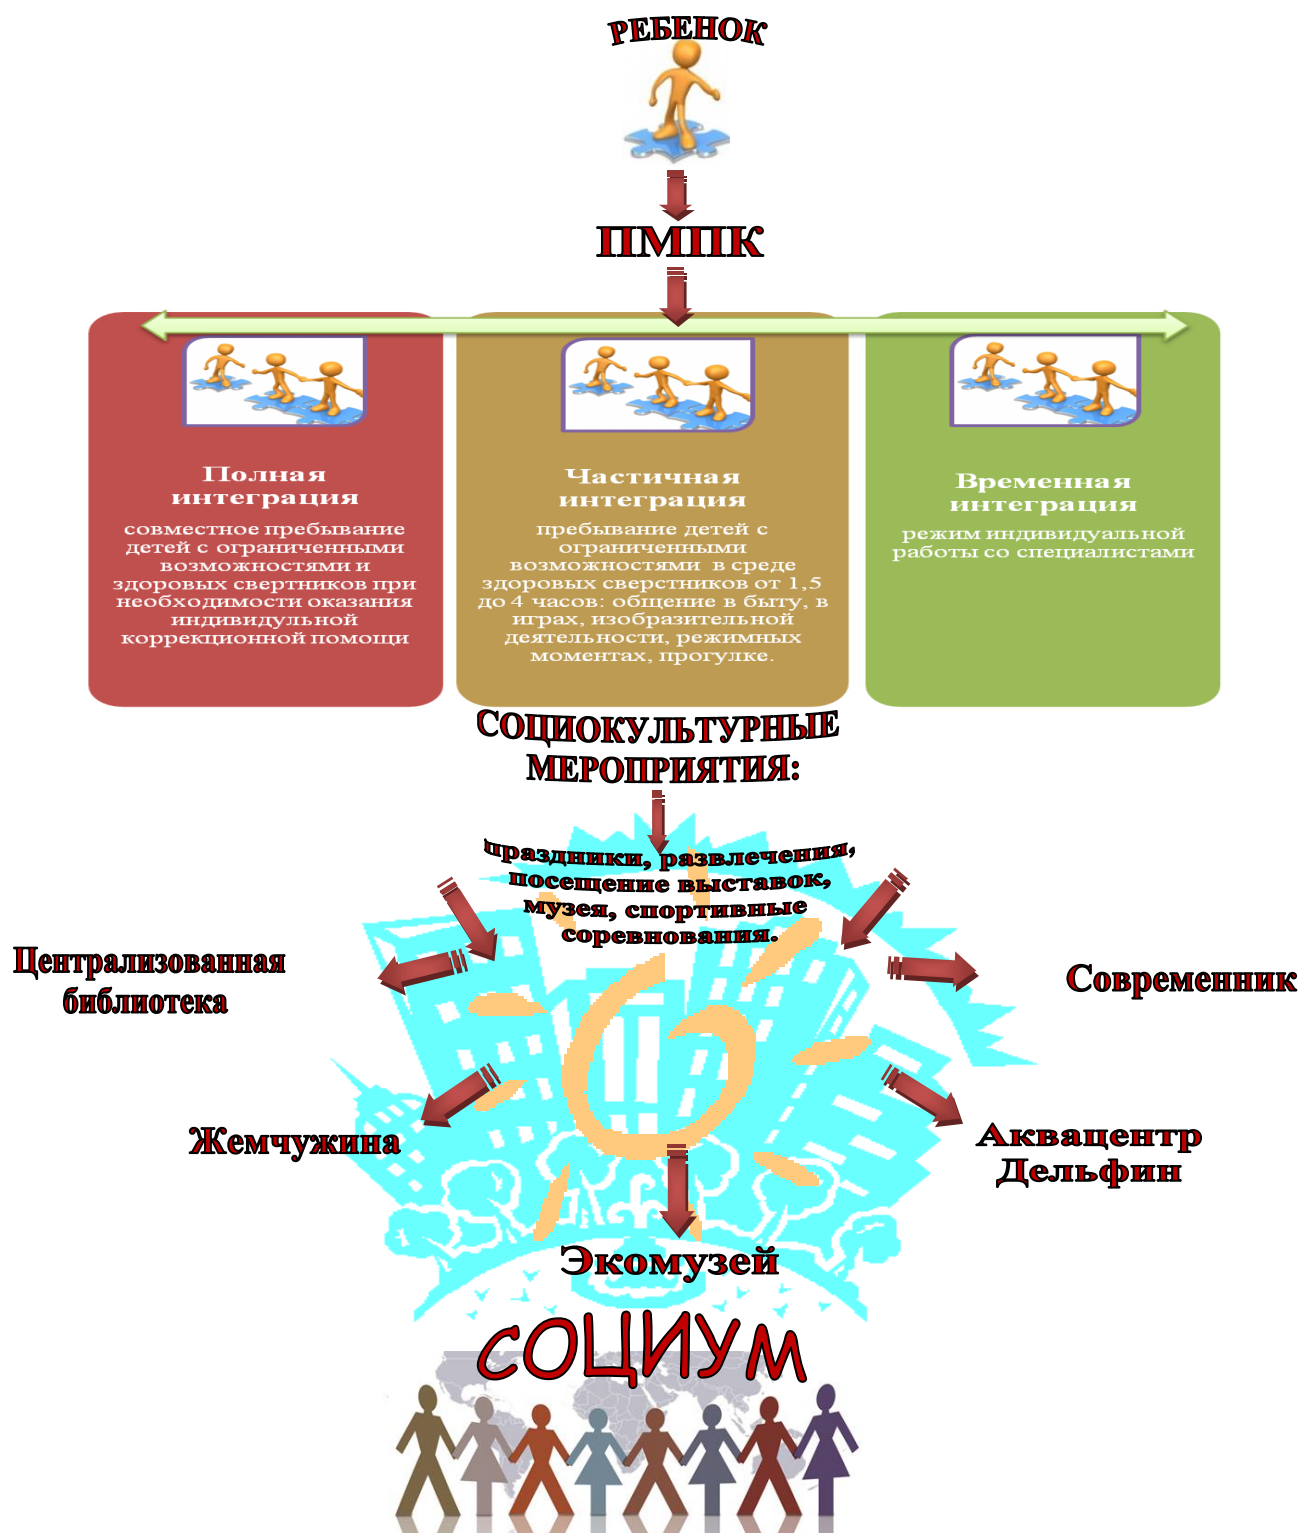 РЕБЕНОК
ПМПК
Полная
интеграция
совместное пребывание
детей с ограниченными
возможностями и
здоровых свертников при
необходимости оказания
индивидульной
коррекционной помощи
Частичная
интеграция
пребывание детей с
ограниченными
возможностями в среде
здоровых сверстников от 1,5
до 4 часов: общение в быту, в
играх, изобразительной
деятельности, режимных
моментах, прогулке.
Временная
интеграция
режим индивидуальной
работы со специалистами
СОЦИОКУЛЬТУРНЫЕ
МЕРОПРИЯТИЯ:
праздники, развлечения,
посещение выставок,
музея, спортивные
соревнования.
Централизованная
библиотека
Современник
Жемчужина
Аквацентр
Дельфин
Экомузей
СОЦИУМ